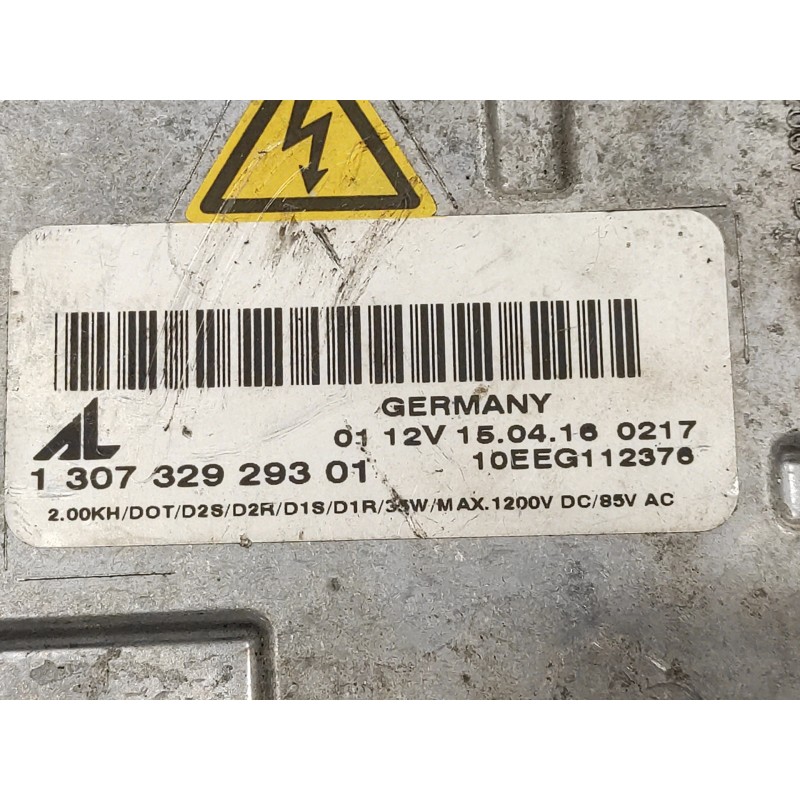 GERMANY
AL 01 12V 15.04.16 0217
1 307 329 293 01 10EEG112376
2.00KH/DOT/D2S/D2R/D1S/D1R/35W/MAX.1200V DC/85V AC